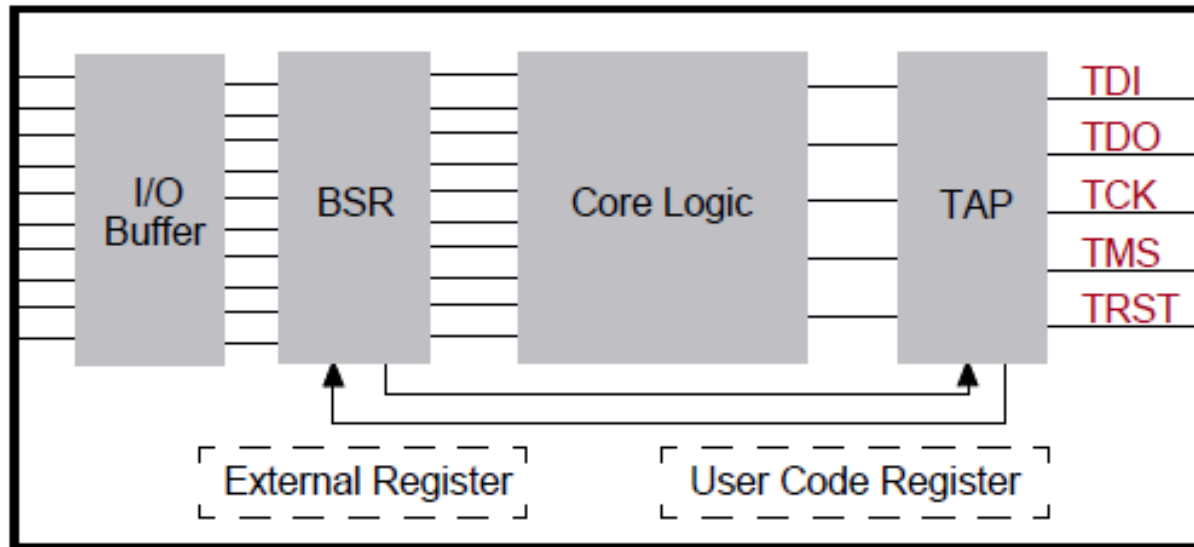 I/O
Buffer
BSR
Core Logic
TAP
TDI
TDO
TCK
TMS
TRST
External Register
User Code Register